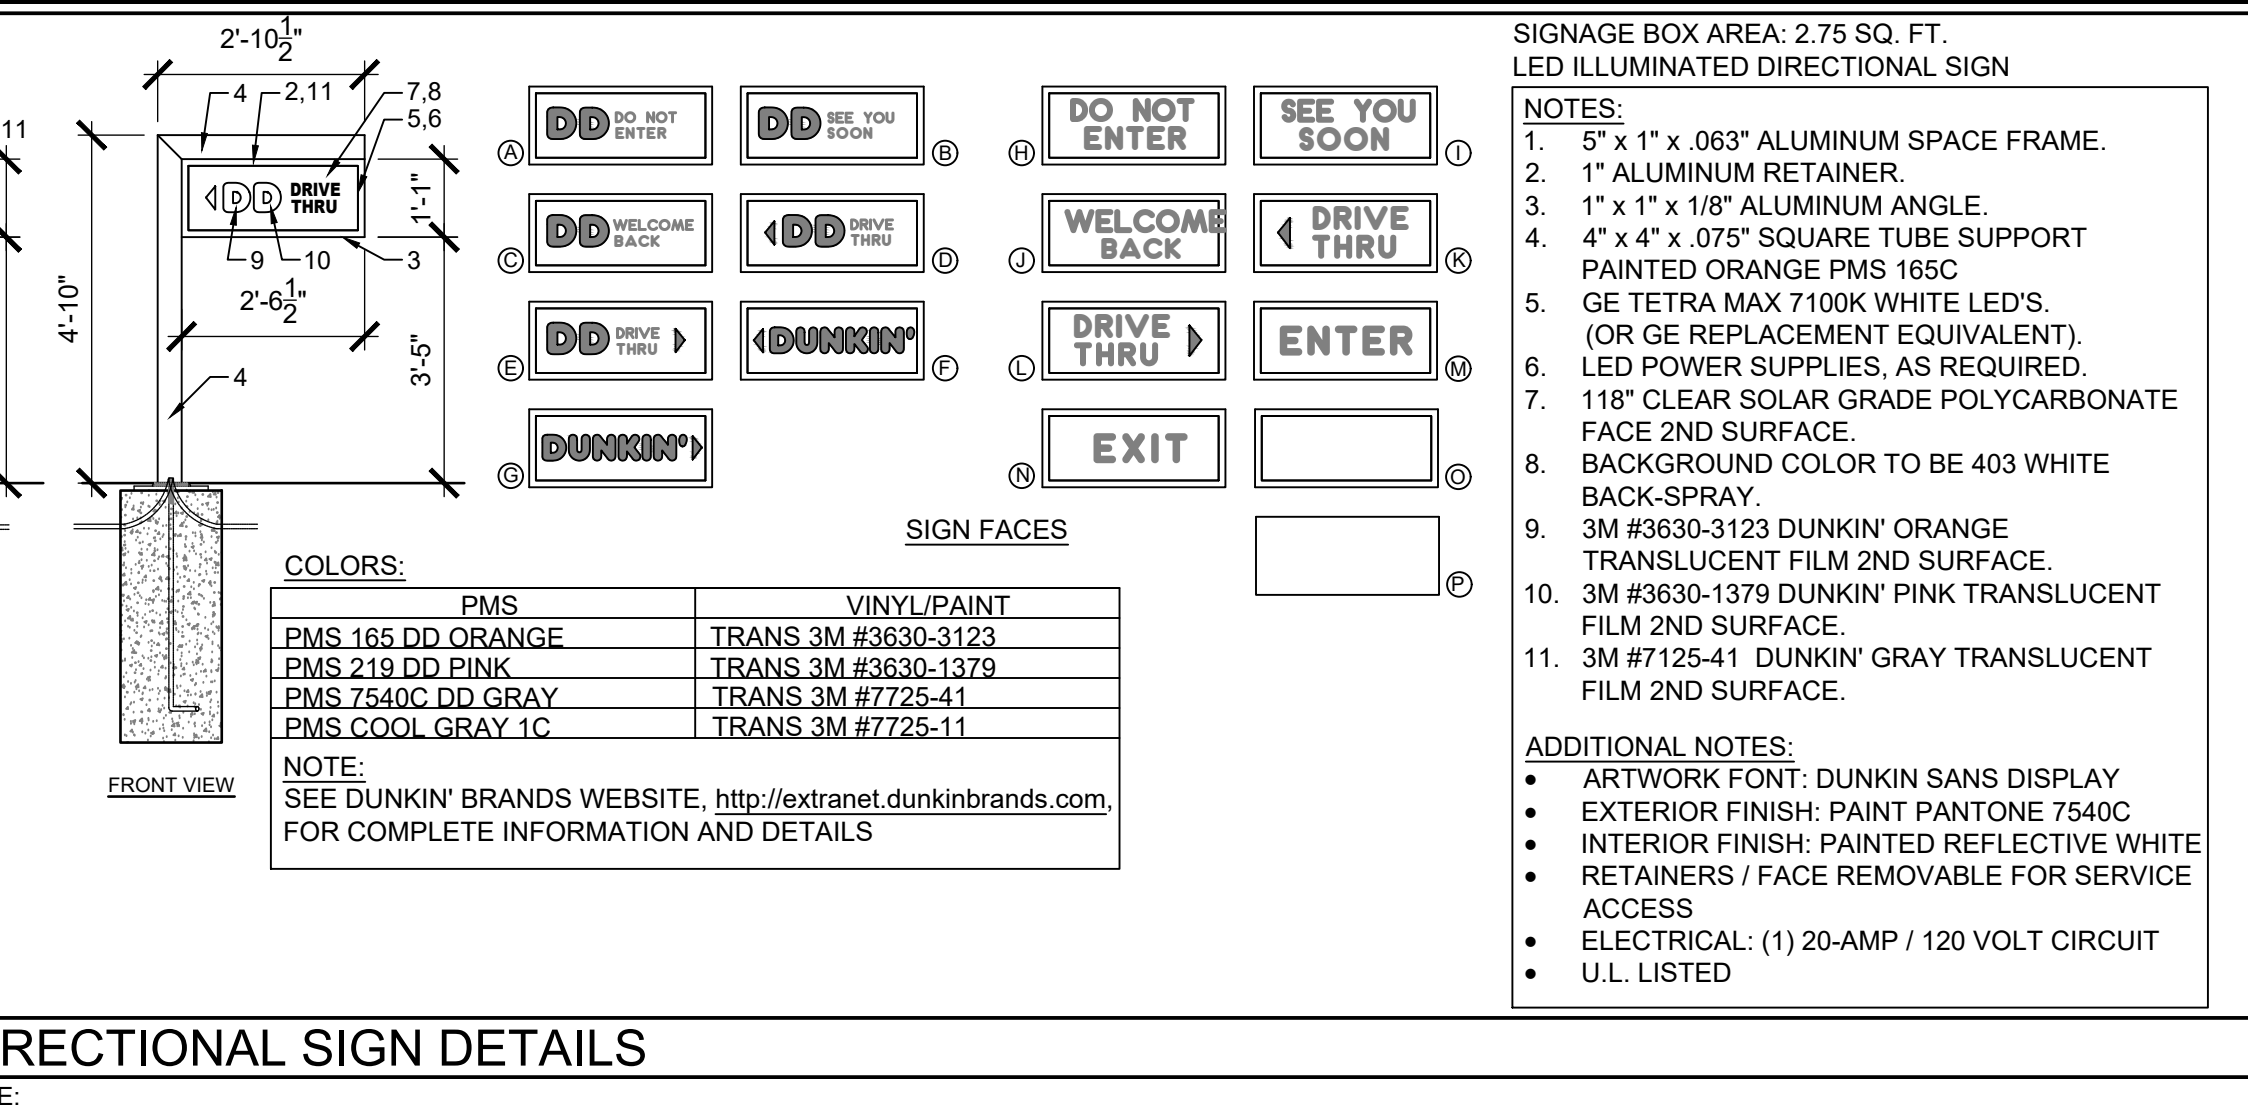 2'-10 1/2"
4
2,11
7,8
5,6
11
DRIVE
THRU
DD
1'-1"
9
10
3
2'-6 1/2"
4'-10"
3'-5"
4
FRONT VIEW
DD DO NOT
ENTER
A
DD SEE YOU
SOON
B
DD WELCOME
BACK
C
DD DRIVE
THRU
D
DD DRIVE
THRU
E
DUNKIN'
F
DUNKIN'
G
DO NOT
ENTER
H
SEE YOU
SOON
I
WELCOME
BACK
J
DRIVE
THRU
K
DRIVE
THRU
L
ENTER
M
EXIT
N
O
P
SIGN FACES
COLORS:
PMS VINYL/PAINT
PMS 165 DD ORANGE TRANS 3M #3630-3123
PMS 219 DD PINK TRANS 3M #3630-1379
PMS 7540C DD GRAY TRANS 3M #7725-41
PMS COOL GRAY 1C TRANS 3M #7725-11
NOTE:
SEE DUNKIN' BRANDS WEBSITE, http://extranet.dunkinbrands.com,
FOR COMPLETE INFORMATION AND DETAILS
SIGNAGE BOX AREA: 2.75 SQ. FT.
LED ILLUMINATED DIRECTIONAL SIGN
NOTES:
1. 5" x 1" x .063" ALUMINUM SPACE FRAME.
2. 1" ALUMINUM RETAINER.
3. 1" x 1" x 1/8" ALUMINUM ANGLE.
4. 4" x 4" x .075" SQUARE TUBE SUPPORT
PAINTED ORANGE PMS 165C
5. GE TETRA MAX 7100K WHITE LED'S.
(OR GE REPLACEMENT EQUIVALENT).
6. LED POWER SUPPLIES, AS REQUIRED.
7. 118" CLEAR SOLAR GRADE POLYCARBONATE
FACE 2ND SURFACE.
8. BACKGROUND COLOR TO BE 403 WHITE
BACK-SPRAY.
9. 3M #3630-3123 DUNKIN' ORANGE
TRANSLUCENT FILM 2ND SURFACE.
10. 3M #3630-1379 DUNKIN' PINK TRANSLUCENT
FILM 2ND SURFACE.
11. 3M #7125-41 DUNKIN' GRAY TRANSLUCENT
FILM 2ND SURFACE.
ADDITIONAL NOTES:
• ARTWORK FONT: DUNKIN SANS DISPLAY
• EXTERIOR FINISH: PAINT PANTONE 7540C
• INTERIOR FINISH: PAINTED REFLECTIVE WHITE
• RETAINERS / FACE REMOVABLE FOR SERVICE
ACCESS
• ELECTRICAL: (1) 20-AMP / 120 VOLT CIRCUIT
• U.L. LISTED
RECTIONAL SIGN DETAILS
E: